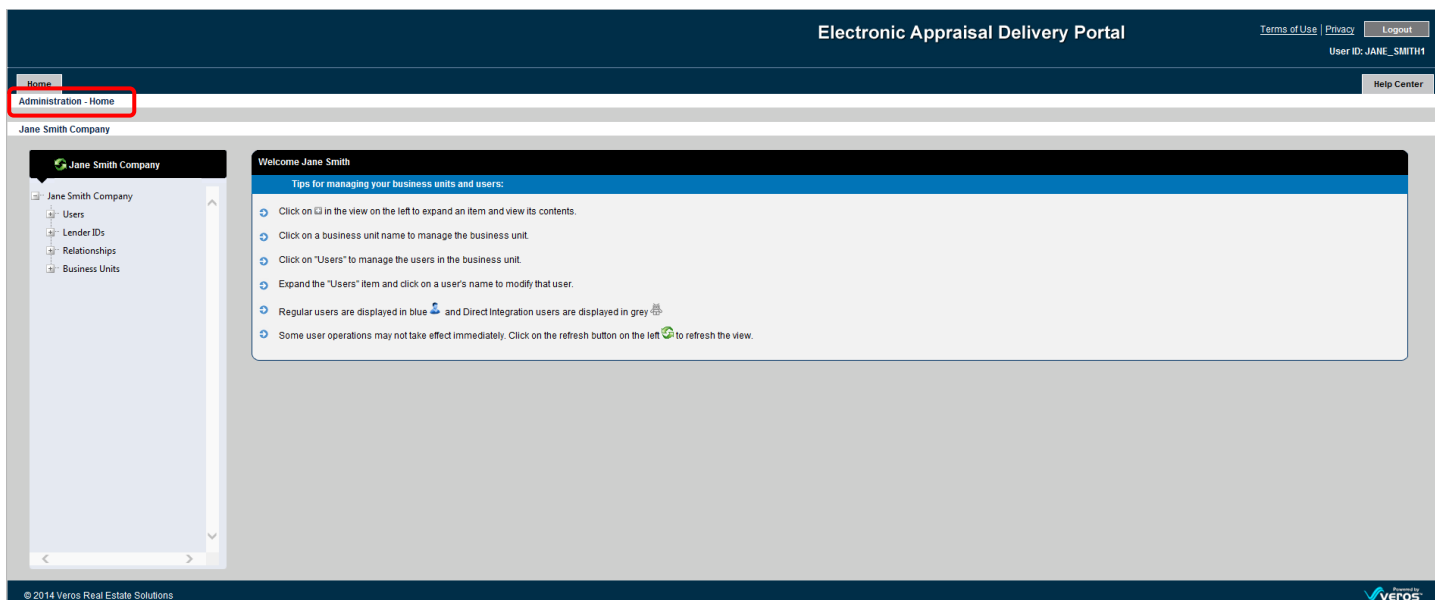 Electronic Appraisal Delivery Portal
Terms of Use | Privacy Logout
User ID: JANE_SMITH1
Home
Help Center
Administration - Home
Jane Smith Company
Jane Smith Company
Jane Smith Company
Users
Lender IDs
Relationships
Business Units
Welcome Jane Smith
Tips for managing your business units and users:
Click on in the view on the left to expand an item and view its contents.
Click on a business unit name to manage the business unit.
Click on "Users" to manage the users in the business unit.
Expand the "Users" item and click on a user's name to modify that user.
Regular users are displayed in blue and Direct Integration users are displayed in grey
Some user operations may not take effect immediately. Click on the refresh button on the left to refresh the view.
© 2014 Veros Real Estate Solutions
Powered by
veros